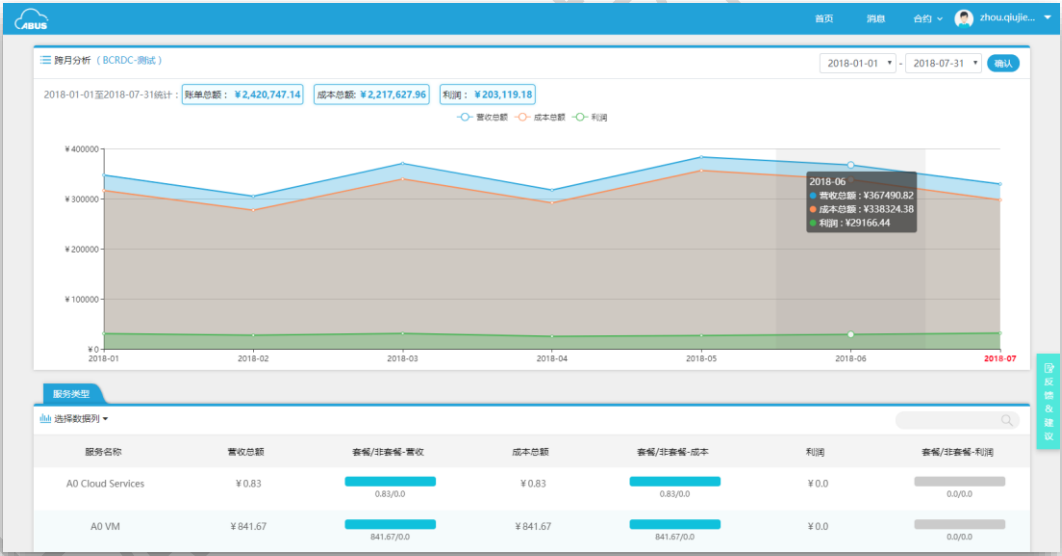 ABUS
首页 消息 合约 zhou.qiujie...
跨月分析 ( BCRDC-测试 )
2018-01-01 - 2018-07-31 确认
2018-01-01至2018-07-31统计 : 账单总额 : ¥2,420,747.14 成本总额: ¥2,217,627.96 利润 : ¥203,119.18
营收总额 成本总额 利润
¥400000
¥300000
¥200000
¥100000
¥0
2018-06
营收总额 : ¥367490.82
成本总额 : ¥338324.38
利润 : ¥29166.44
2018-01 2018-02 2018-03 2018-04 2018-05 2018-06 2018-07
反馈&建议
服务类型
选择数据列
服务名称 营收总额 套餐/非套餐-营收 成本总额 套餐/非套餐-成本 利润 套餐/非套餐-利润
A0 Cloud Services ¥0.83 0.83/0.0 ¥0.83 0.83/0.0 ¥0.0 0.0/0.0
A0 VM ¥841.67 841.67/0.0 ¥841.67 841.67/0.0 ¥0.0 0.0/0.0